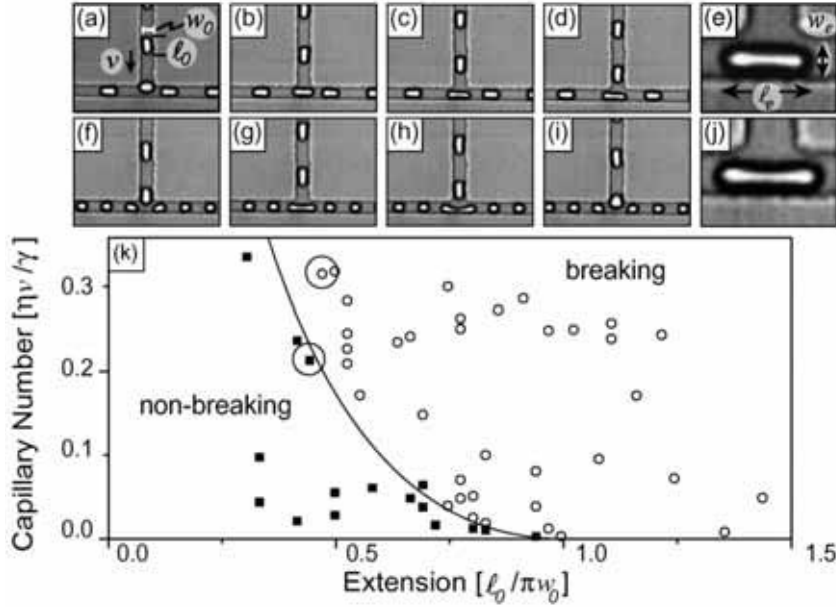 (a)
w0
ℓ0
v
(b)
(c)
(d)
(e)
we
ℓe
(f)
(g)
(h)
(i)
(j)
(k)
breaking
non-breaking
Capillary Number [ηv/γ]
0.3
0.2
0.1
0.0
0.0 0.5 1.0 1.5
Extension [ℓ0/πw0]